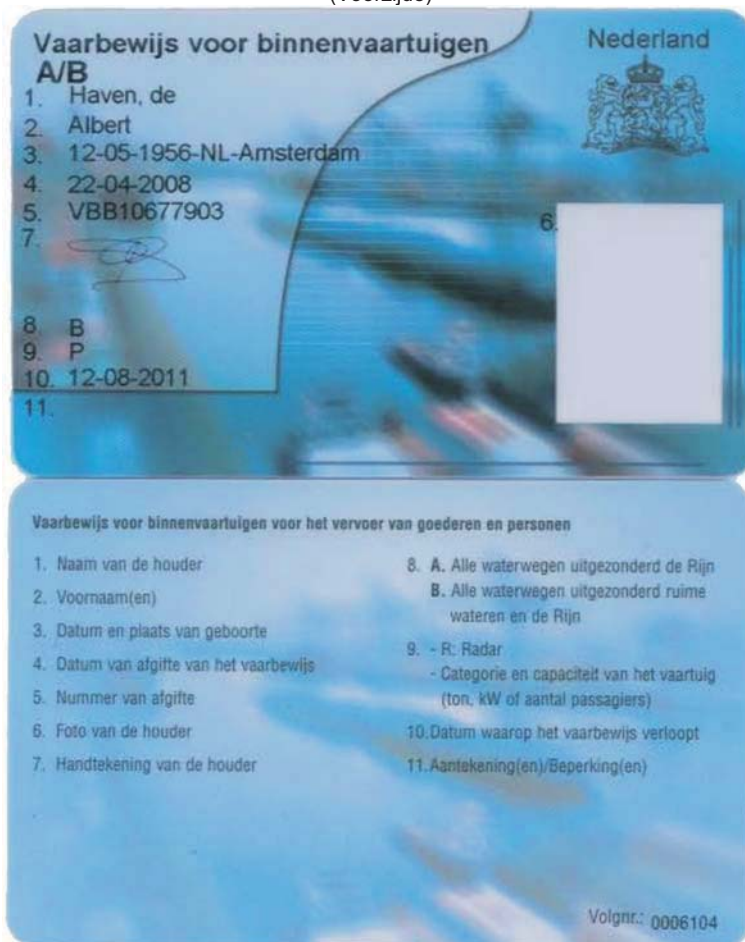 (Voorzijde)
Vaarbewijs voor binnenvaartuigen
A/B
Nederland
1. Haven, de
2. Albert
3. 12-05-1956-NL-Amsterdam
4. 22-04-2008
5. VBB10677903
6.
7.
8. B
9. P
10. 12-08-2011
11.
Vaarbewijs voor binnenvaartuigen voor het vervoer van goederen en personen
1. Naam van de houder
2. Voornaam(en)
3. Datum en plaats van geboorte
4. Datum van afgifte van het vaarbewijs
5. Nummer van afgifte
6. Foto van de houder
7. Handtekening van de houder
8. A. Alle waterwegen uitgezonderd de Rijn
B. Alle waterwegen uitgezonderd ruime
wateren en de Rijn
9. - R: Radar
- Categorie en capaciteit van het vaartuig
(ton, kW of aantal passagiers)
10. Datum waarop het vaarbewijs verloopt
11. Aantekening(en)/Beperking(en)
Volgnr.: 0006104